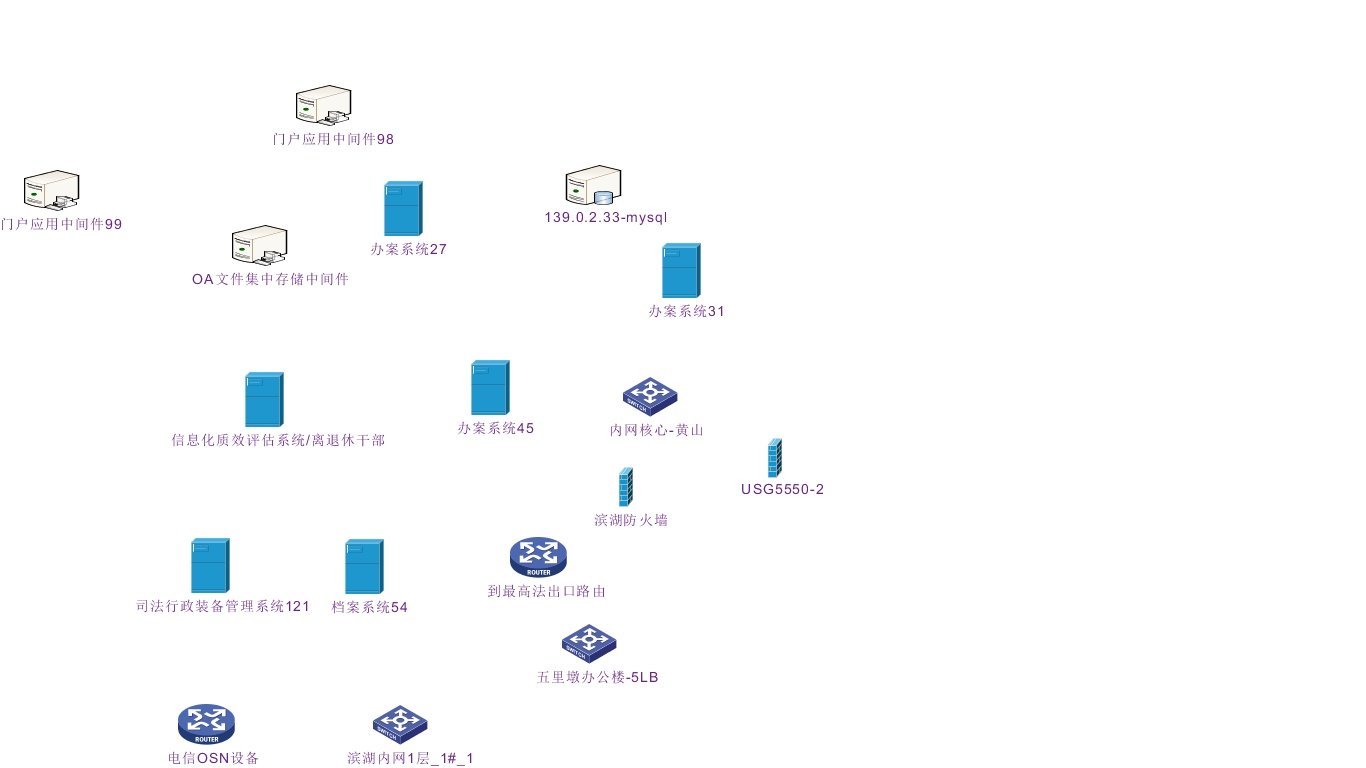 门户应用中间件98
139.0.2.33-mysql
门户应用中间件99
办案系统27
OA文件集中存储中间件
办案系统31
办案系统45
内网核心-黄山
信息化质效评估系统/离退休干部
USG5550-2
滨湖防火墙
ROUTER
到最高法出口路由
司法行政装备管理系统121
档案系统54
SWITCH
五里墩办公楼-5LB
ROUTER
电信OSN设备
SWITCH
滨湖内网1层_1#_1
SWITCH